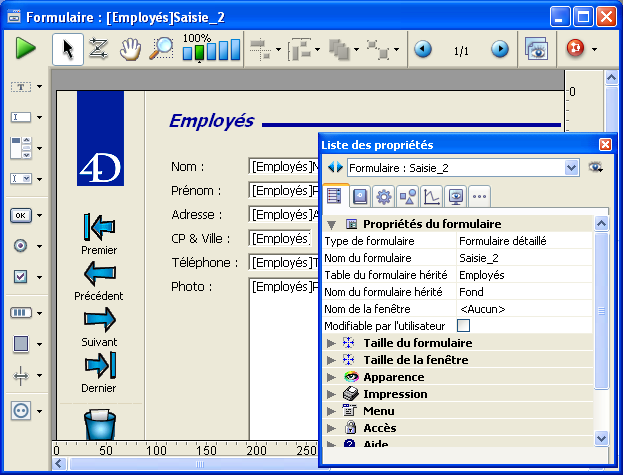 Formulaire : [Employés]Saisie_2
100%
1/1
Employés
4D
Nom :
[Employés]N
Prénom :
[Employés]P
Adresse :
[Employés]A
CP & Ville :
[Employés]
Téléphone :
[Employés]T
Photo :
[Employés]P
Premier
Précédent
Suivant
Dernier
T
OK
0
0 50 100 150 200 250
Liste des propriétés
Formulaire : Saisie_2
Propriétés du formulaire
Type de formulaire Formulaire détaillé
Nom du formulaire Saisie_2
Table du formulaire hérité Employés
Nom du formulaire hérité Fond
Nom de la fenêtre <Aucun>
Modifiable par l'utilisateur
Taille du formulaire
Taille de la fenêtre
Apparence
Impression
Menu
Accès
Aide